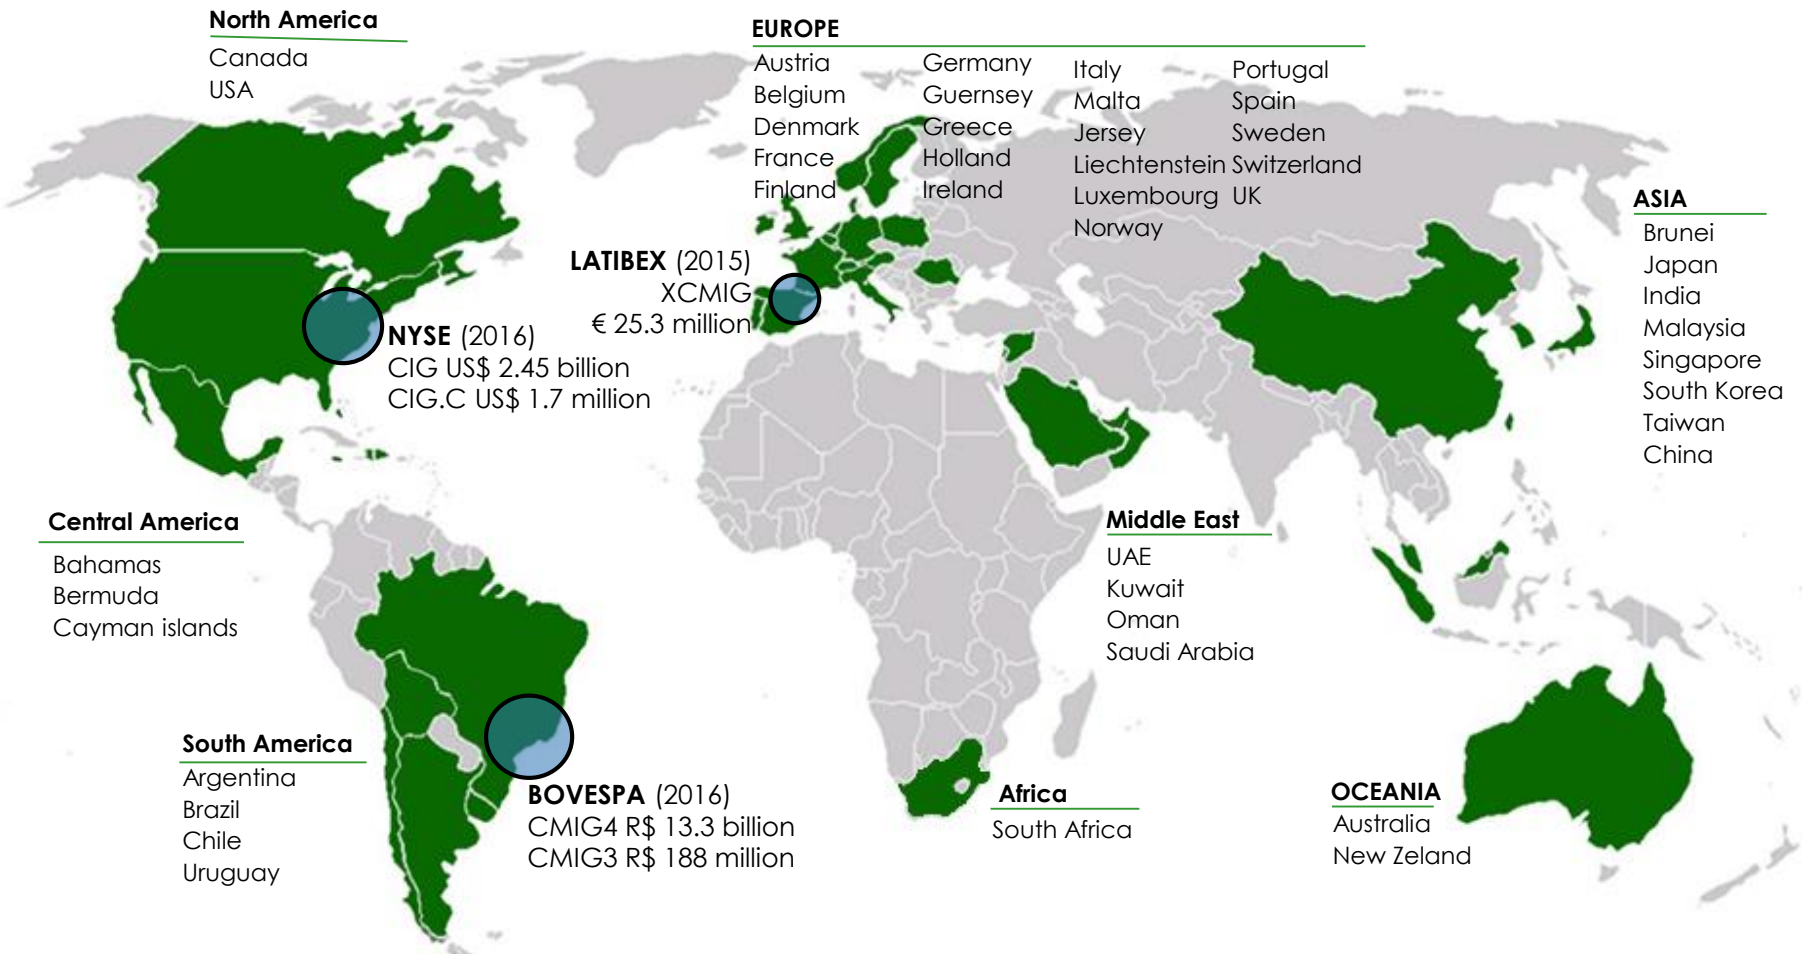 North America
Canada
USA
EUROPE
Austria
Belgium
Denmark
France
Finland
Germany
Guernsey
Greece
Holland
Ireland
Italy
Malta
Jersey
Liechtenstein
Luxembourg
Norway
Portugal
Spain
Sweden
Switzerland
UK
ASIA
Brunei
Japan
India
Malaysia
Singapore
South Korea
Taiwan
China
LATIBEX (2015)
XCMIG
€ 25.3 million
NYSE (2016)
CIG US$ 2.45 billion
CIG.C US$ 1.7 million
Central America
Bahamas
Bermuda
Cayman islands
Middle East
UAE
Kuwait
Oman
Saudi Arabia
South America
Argentina
Brazil
Chile
Uruguay
BOVESPA (2016)
CMIG4 R$ 13.3 billion
CMIG3 R$ 188 million
Africa
South Africa
OCEANIA
Australia
New Zeland